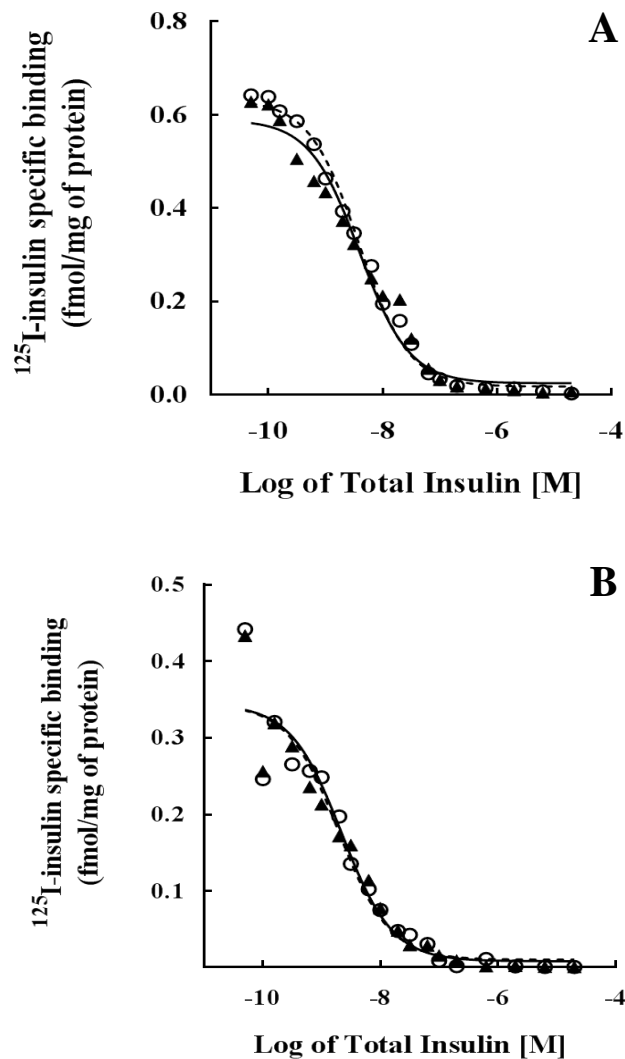 A
¹²⁵I-insulin specific binding
(fmol/mg of protein)
0.8
0.6
0.4
0.2
0.0
-10
-8
-6
-4
Log of Total Insulin [M]
B
¹²⁵I-insulin specific binding
(fmol/mg of protein)
0.5
0.4
0.3
0.2
0.1
-10
-8
-6
-4
Log of Total Insulin [M]